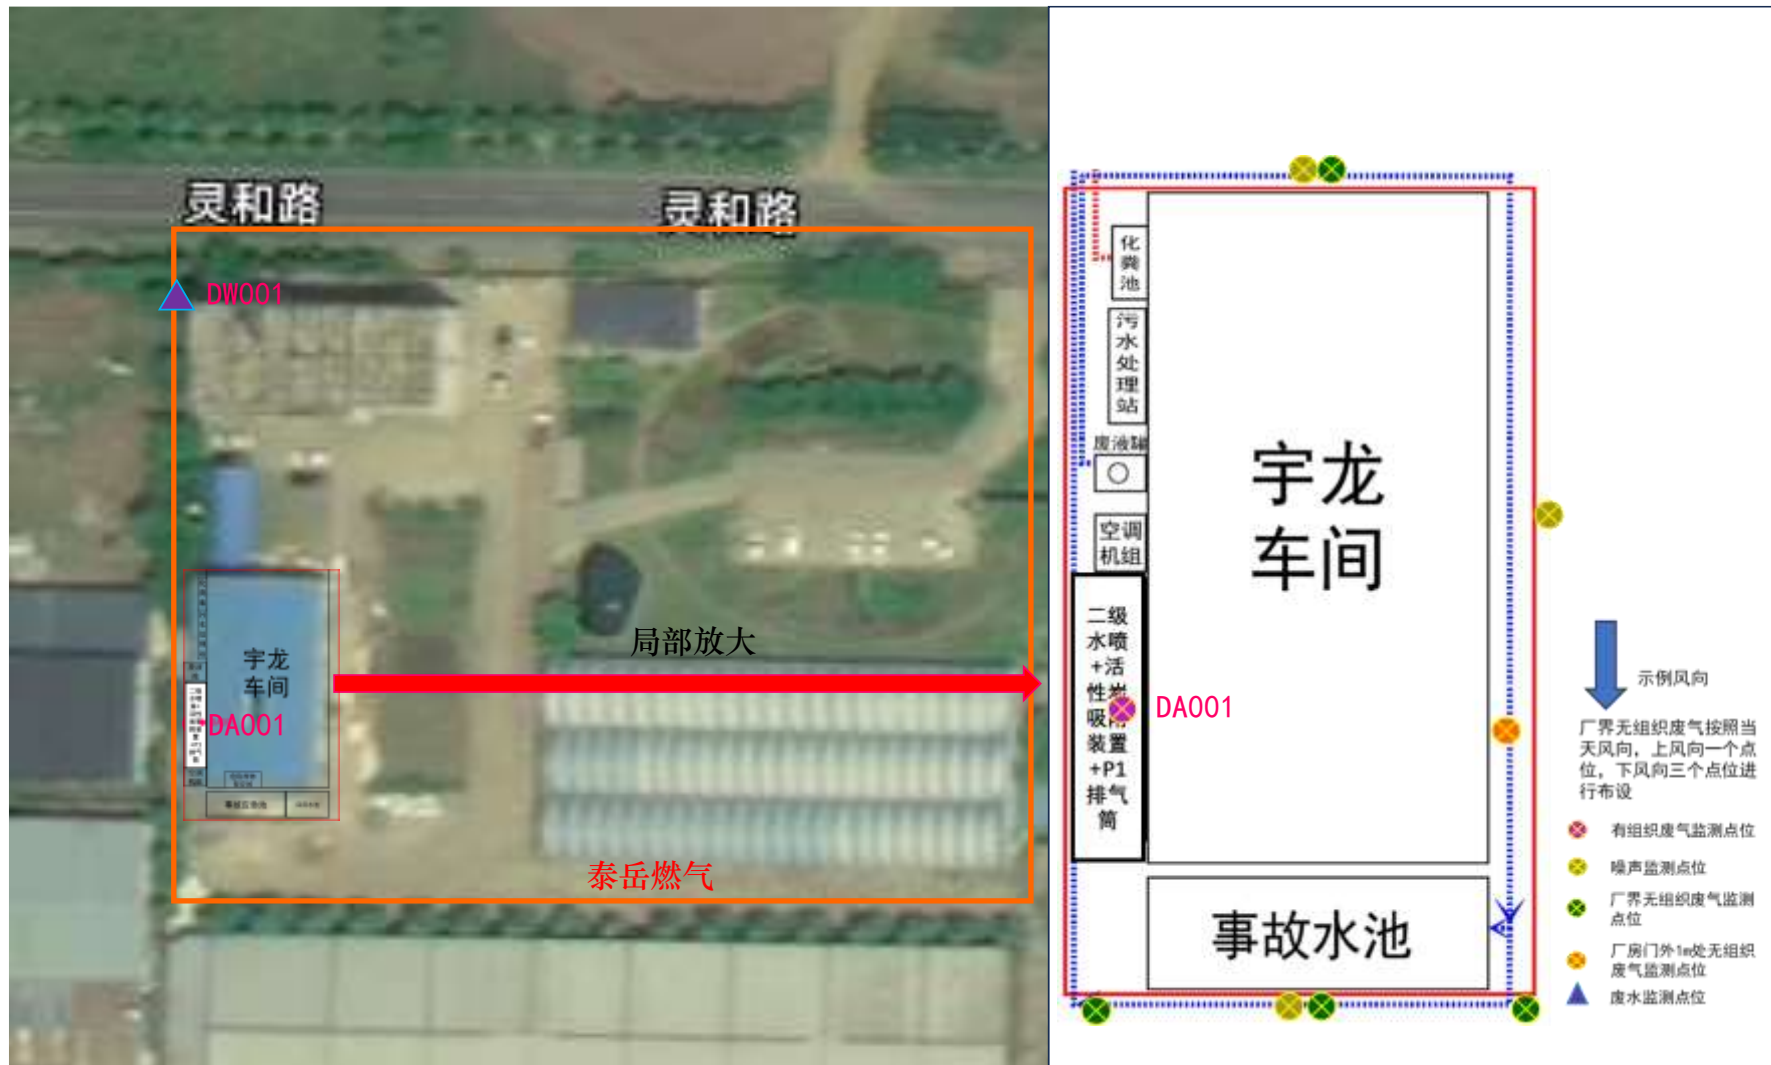 灵和路
灵和路
DW001
宇龙
车间
DA001
局部放大
泰岳燃气
化
粪
池
污
水
处
理
站
废液罐
空调
机组
二级
水喷
+活
性炭
吸附
装置
+P1
排气
筒
DA001
宇龙
车间
事故水池
示例风向
厂界无组织废气按照当
天风向，上风向一个点
位，下风向三个点位进
行布设
有组织废气监测点位
噪声监测点位
厂界无组织废气监测
点位
厂房门外1m处无组织
废气监测点位
废水监测点位